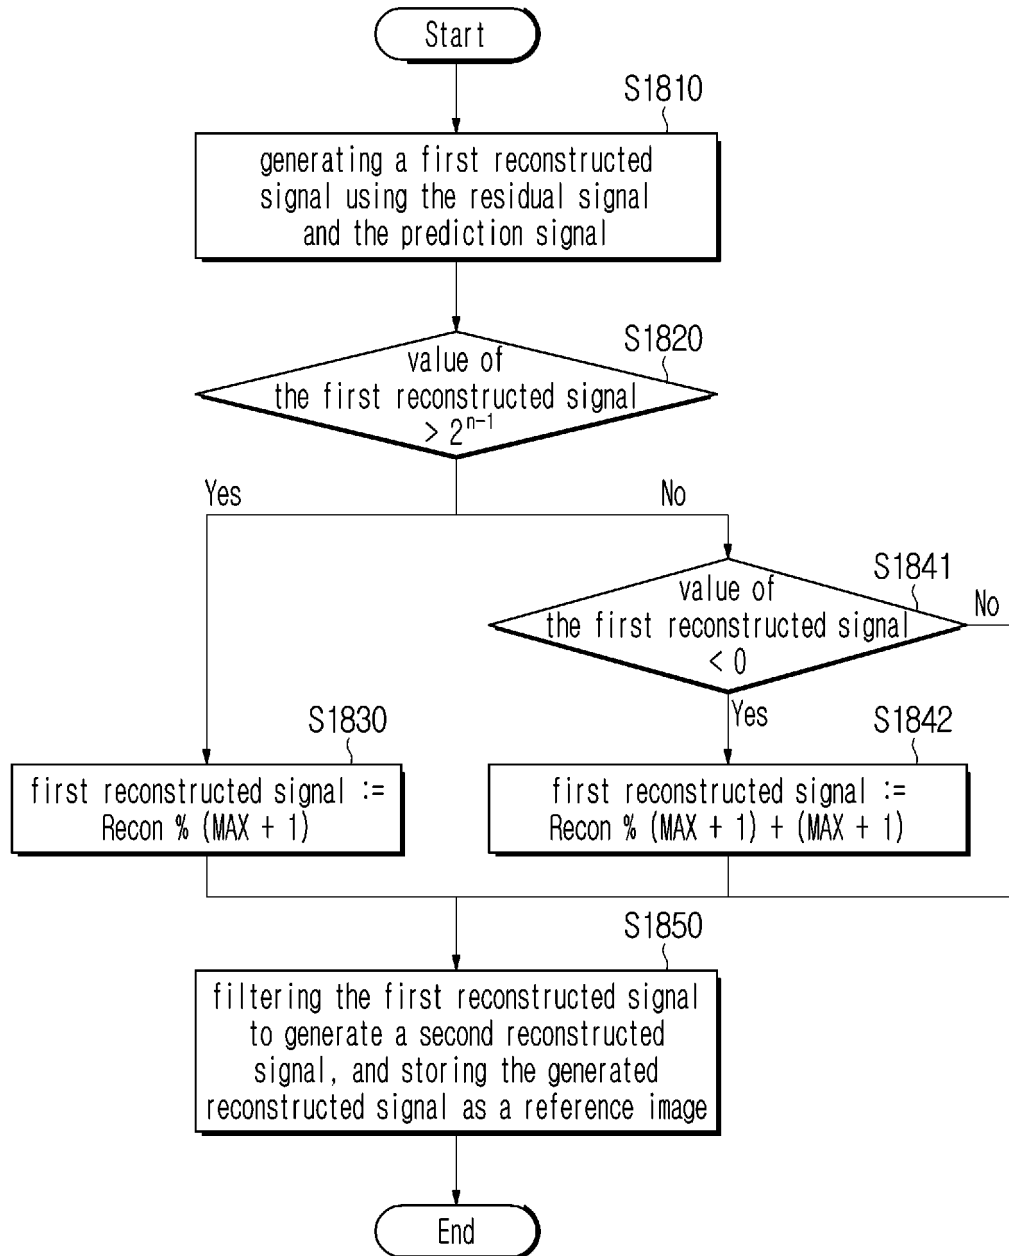 Start
S1810
generating a first reconstructed
signal using the residual signal
and the prediction signal
S1820
value of
the first reconstructed signal
> 2ⁿ⁻¹
Yes
No
S1841
value of
the first reconstructed signal
< 0
No
Yes
S1830
first reconstructed signal :=
Recon % (MAX + 1)
S1842
first reconstructed signal :=
Recon % (MAX + 1) + (MAX + 1)
S1850
filtering the first reconstructed signal
to generate a second reconstructed
signal, and storing the generated
reconstructed signal as a reference image
End